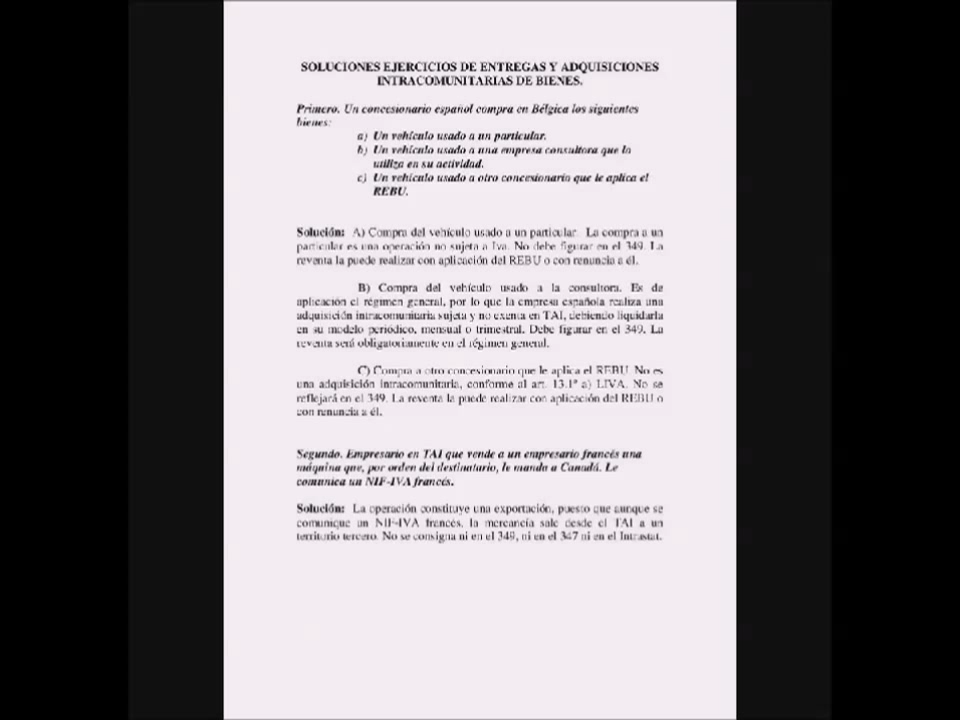 SOLUCIONES EJERCICIOS DE ENTREGAS Y ADQUISICIONES
INTRACOMUNITARIAS DE BIENES.
Primero. Un concesionario español compra en Bélgica los siguientes
bienes:
a) Un vehículo usado a un particular.
b) Un vehículo usado a una empresa consultora que lo
utiliza en su actividad.
c) Un vehículo usado a otro concesionario que le aplica el
REBU.
Solución: A) Compra del vehículo usado a un particular. La compra a un
particular es una operación no sujeta a Iva. No debe figurar en el 349. La
reventa la puede realizar con aplicación del REBU o con renuncia a él.
B) Compra del vehículo usado a la consultora. Es de
aplicación el régimen general, por lo que la empresa española realiza una
adquisición intracomunitaria sujeta y no exenta en TAI, debiendo liquidarla
en su modelo periódico, mensual o trimestral. Debe figurar en el 349. La
reventa será obligatoriamente en el régimen general.
C) Compra a otro concesionario que le aplica el REBU. No es
una adquisición intracomunitaria, conforme al art. 13.1º a) LIVA. No se
reflejará en el 349. La reventa la puede realizar con aplicación del REBU o
con renuncia a él.
Segundo. Empresario en TAI que vende a un empresario francés una
máquina que, por orden del destinatario, le manda a Canadá. Le
comunica un NIF-IVA francés.
Solución: La operación constituye una exportación, puesto que aunque se
comunique un NIF-IVA francés, la mercancía sale desde el TAI a un
territorio tercero. No se consigna ni en el 349, ni en el 347 ni en el Intrastat.